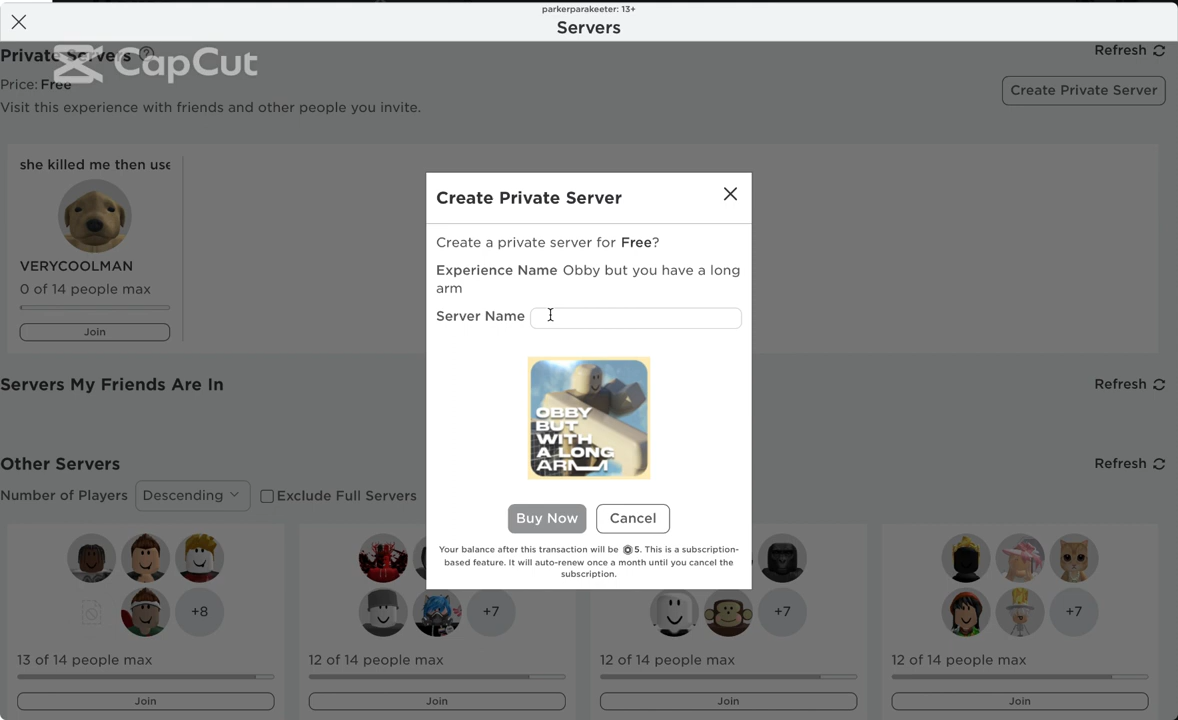 parkerparakeeter: 13+
Servers
Private Servers
CapCut
Refresh
Price: Free
Create Private Server
Visit this experience with friends and other people you invite.
she killed me then use
VERYCOOLMAN
0 of 14 people max
Join
Create Private Server
Create a private server for Free?
Experience Name Obby but you have a long
arm
Server Name
OBBY
BUT
WITH
A LONG
ARM
Buy Now
Cancel
Your balance after this transaction will be 5. This is a subscription-
based feature. It will auto-renew once a month until you cancel the
subscription.
Servers My Friends Are In
Refresh
Other Servers
Refresh
Number of Players Descending Exclude Full Servers
+8
+7
+7
+7
13 of 14 people max
12 of 14 people max
12 of 14 people max
12 of 14 people max
Join
Join
Join
Join